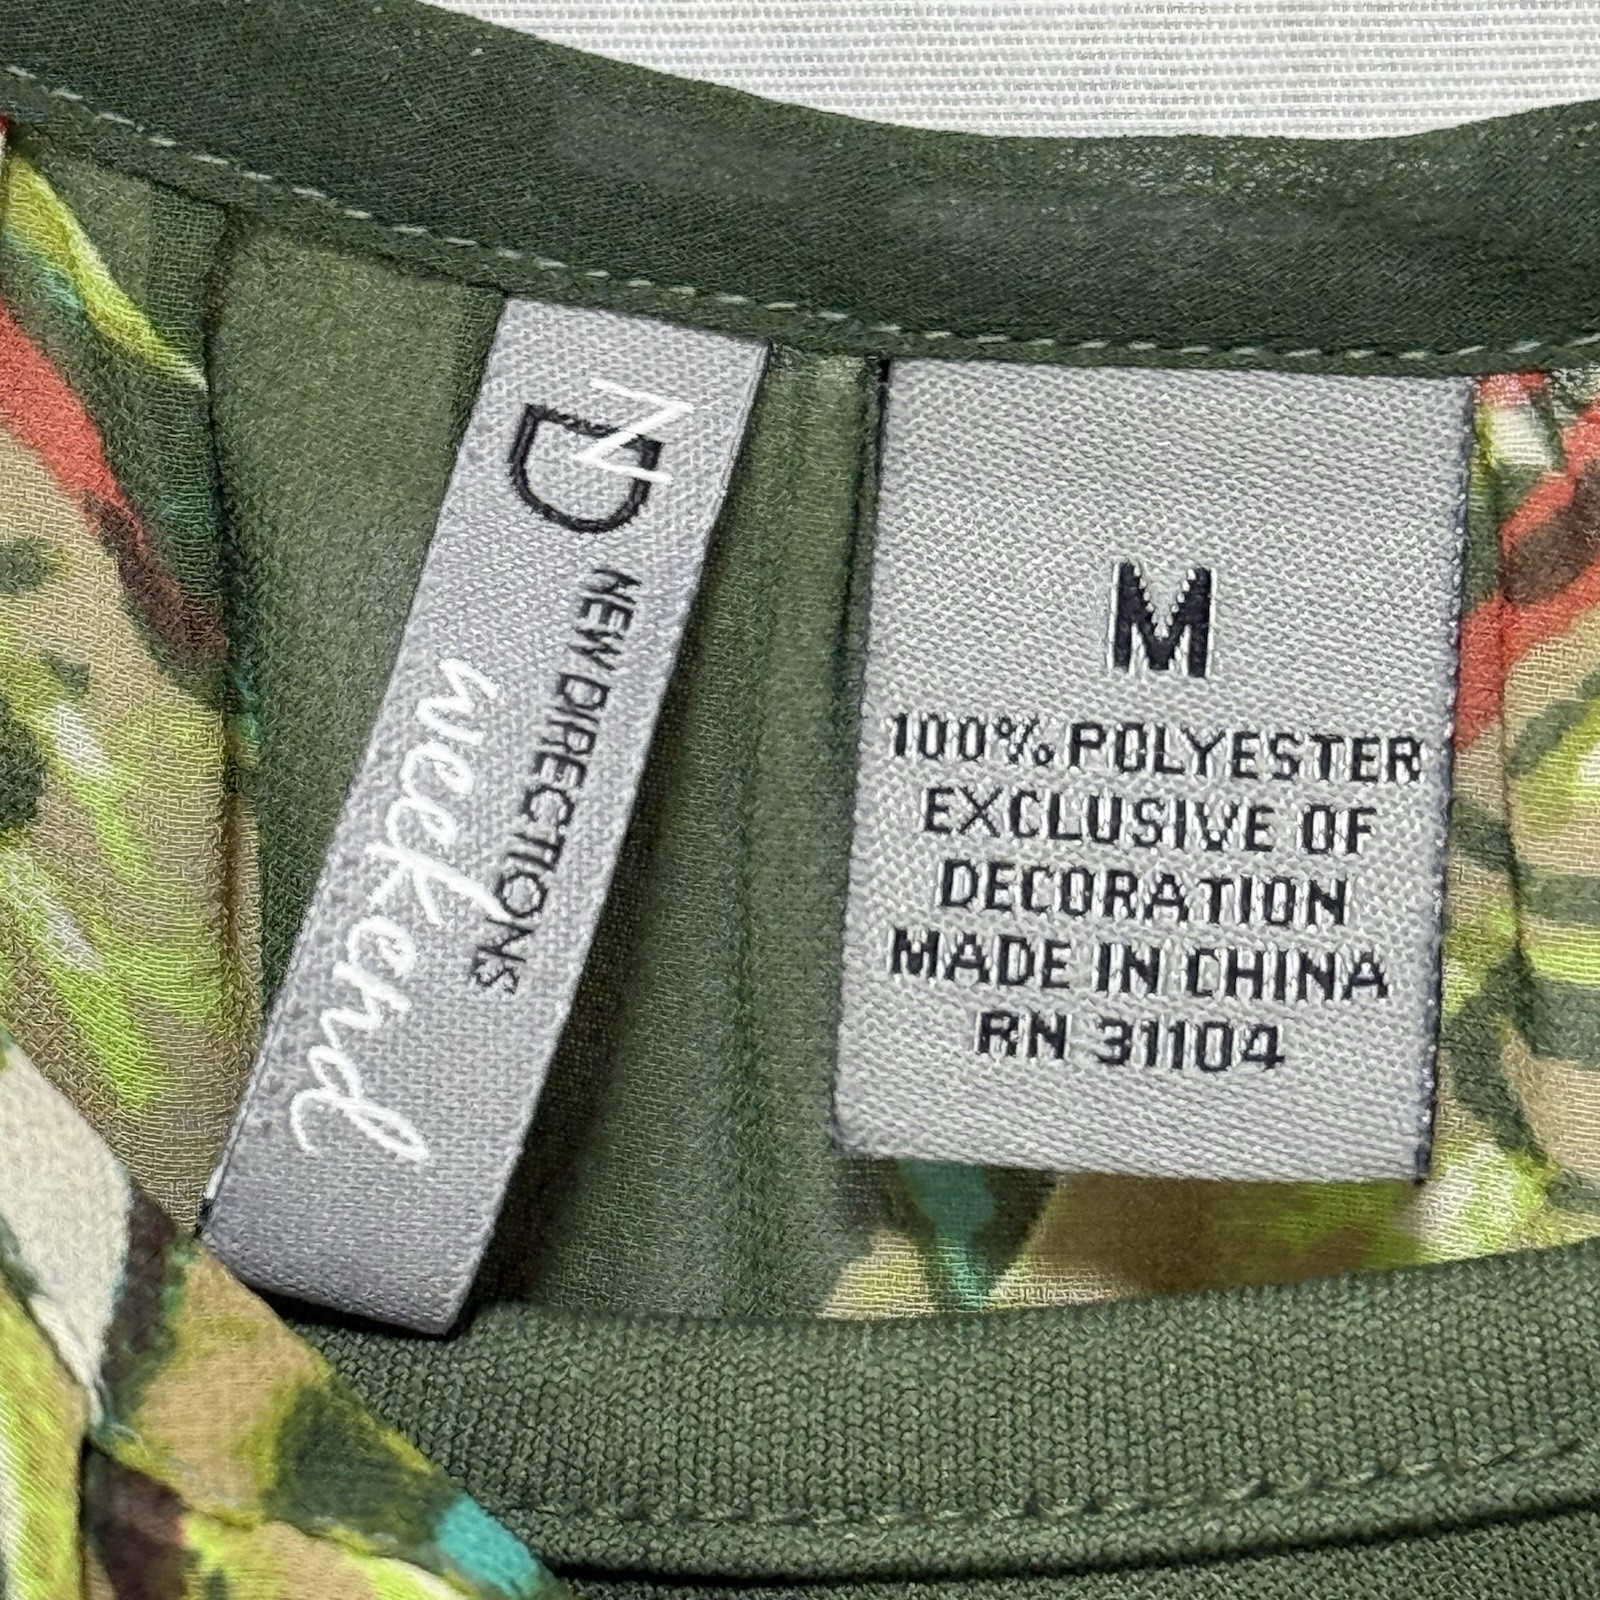 ND
NEW DIRECTIONS
weekend
M
100% POLYESTER
EXCLUSIVE OF
DECORATION
MADE IN CHINA
RN 31104